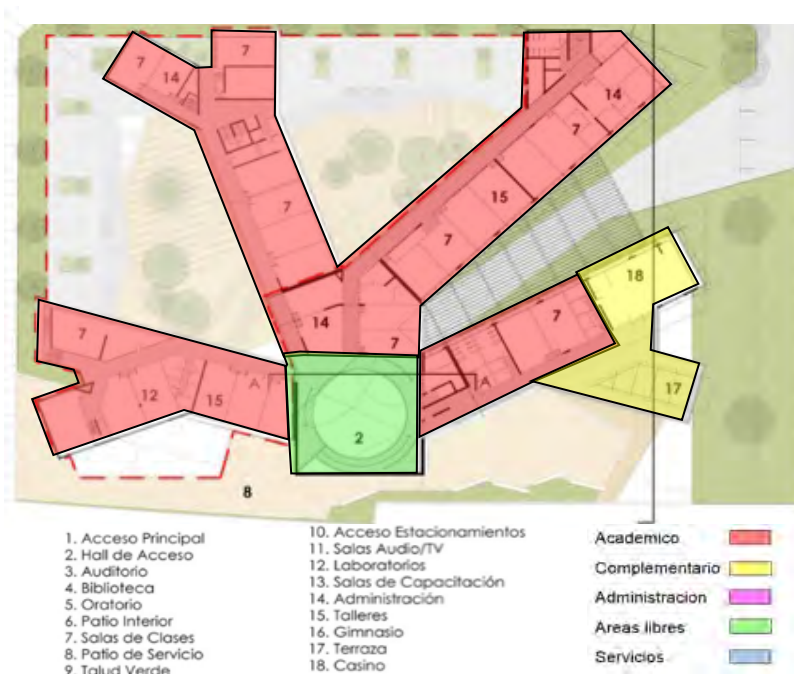 7
7
14
14
7
15
7
7
18
14
7
7
7
12
15
A
A
17
2
8
1. Acceso Principal
2. Hall de Acceso
3. Auditorio
4. Biblioteca
5. Oratorio
6. Patio Interior
7. Salas de Clases
8. Patio de Servicio
9. Talud Verde
10. Acceso Estacionamientos
11. Salas Audio/TV
12. Laboratorios
13. Salas de Capacitación
14. Administración
15. Talleres
16. Gimnasio
17. Terraza
18. Casino
Academico
Complementario
Administracion
Areas libres
Servicios